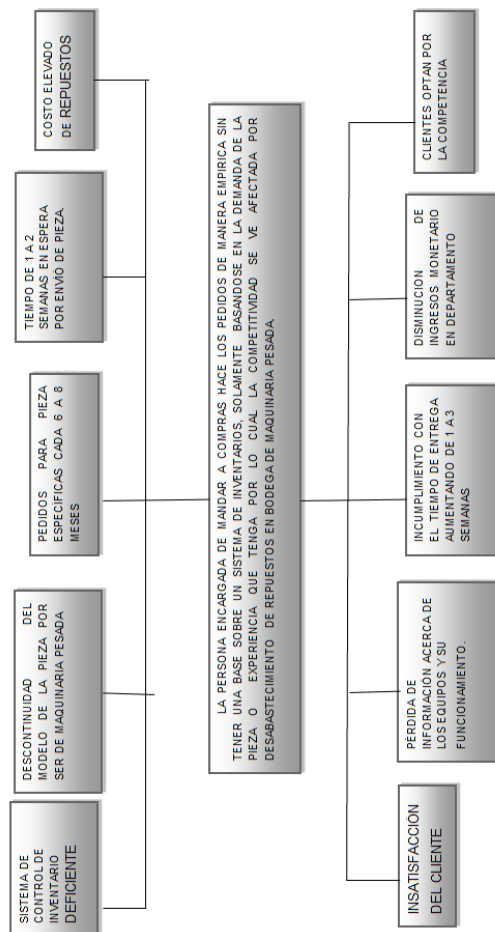 SISTEMA DE
CONTROL DE
INVENTARIO
DEFICIENTE
DESCONTINUIDAD DEL
MODELO DE LA PIEZA POR
SER DE MAQUINARIA PESADA
PEDIDOS PARA PIEZA
ESPECÍFICAS CADA 6 A 8
MESES
TIEMPO DE 1 A 2
SEMANAS EN ESPERA
POR ENVÍO DE PIEZA
COSTO ELEVADO
DE REPUESTOS
LA PERSONA ENCARGADA DE MANDAR A COMPRAS HACE LOS PEDIDOS DE MANERA EMPIRICA SIN
TENER UNA BASE SOBRE UN SISTEMA DE INVENTARIOS, SOLAMENTE BASANDOSE EN LA DEMANDA DE LA
PIEZA O EXPERIENCIA QUE TENGA POR LO CUAL LA COMPETITIVIDAD SE VE AFECTADA POR
DESABASTECIMIENTO DE REPUESTOS EN BODEGA DE MAQUINARIA PESADA.
INSATISFACCIÓN
DEL CLIENTE
PÉRDIDA DE
INFORMACIÓN ACERCA DE
LOS EQUIPOS Y SU
FUNCIONAMIENTO.
INCUMPLIMIENTO CON
EL TIEMPO DE ENTREGA
AUMENTANDO DE 1 A 3
SEMANAS
DISMINUCION DE
INGRESOS MONETARIO
EN DEPARTAMENTO
CLIENTES OPTAN POR
LA COMPETENCIA